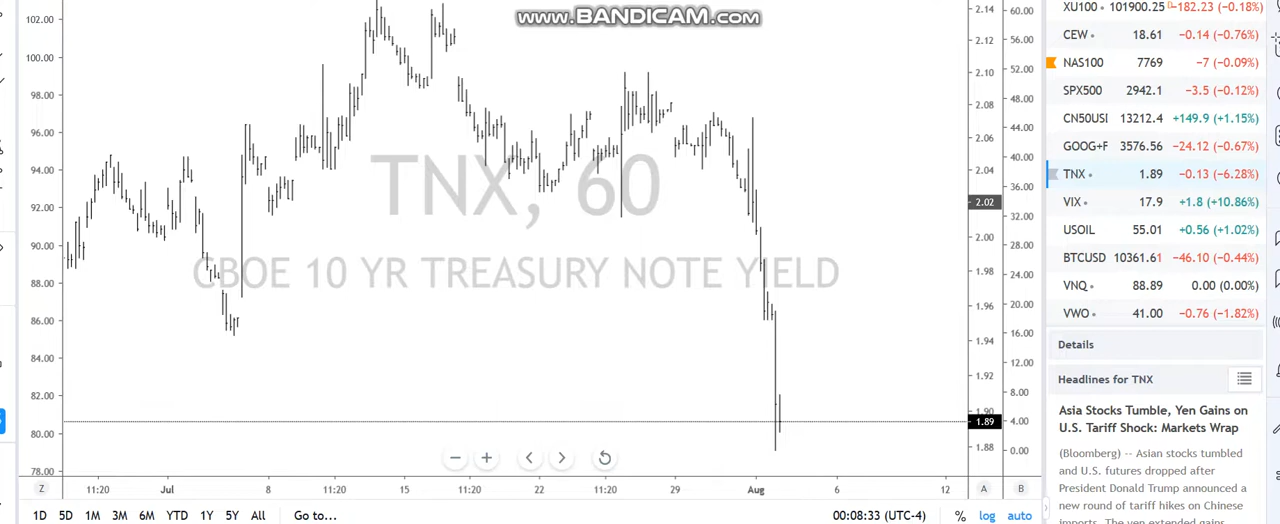 www.BANDICAM.com
102.00
100.00
98.00
96.00
94.00
92.00
90.00
88.00
86.00
84.00
82.00
80.00
78.00
TNX, 60
CBOE 10 YR TREASURY NOTE YIELD
2.14
2.12
2.10
2.08
2.06
2.04
2.02
2.00
1.98
1.96
1.94
1.92
1.90
1.89
1.88
60.00
56.00
52.00
48.00
44.00
40.00
36.00
32.00
28.00
24.00
20.00
16.00
12.00
8.00
4.00
0.00
Z 11:20 Jul 8 11:20 15 11:20 22 11:20 29 Aug 6 12 A B
1D 5D 1M 3M 6M YTD 1Y 5Y All Go to... 00:08:33 (UTC-4) % log auto
XU100 101900.25 −182.23 (−0.18%)
CEW 18.61 −0.14 (−0.76%)
NAS100 7769 −7 (−0.09%)
SPX500 2942.1 −3.5 (−0.12%)
CN50USI 13212.4 +149.9 (+1.15%)
GOOG+F 3576.56 −24.12 (−0.67%)
TNX 1.89 −0.13 (−6.28%)
VIX 17.9 +1.8 (+10.86%)
USOIL 55.01 +0.56 (+1.02%)
BTCUSD 10361.61 −46.10 (−0.44%)
VNQ 88.89 0.00 (0.00%)
VWO 41.00 −0.76 (−1.82%)
Details
Headlines for TNX
Asia Stocks Tumble, Yen Gains on
U.S. Tariff Shock: Markets Wrap
(Bloomberg) -- Asian stocks tumbled
and U.S. futures dropped after
President Donald Trump announced a
new round of tariff hikes on Chinese
imports. The yen extended gains